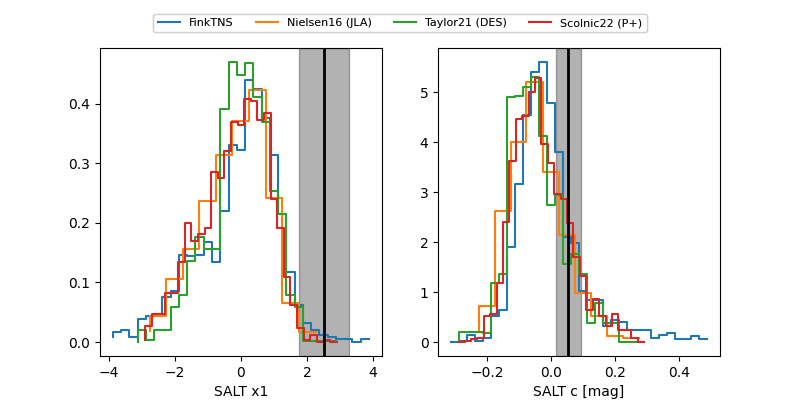 FinkTNS Nielsen16 (JLA) Taylor21 (DES) Scolnic22 (P+)
0.4
0.3
0.2
0.1
0.0
−4 −2 0 2 4
SALT x1
5
4
3
2
1
0
−0.2 0.0 0.2 0.4
SALT c [mag]